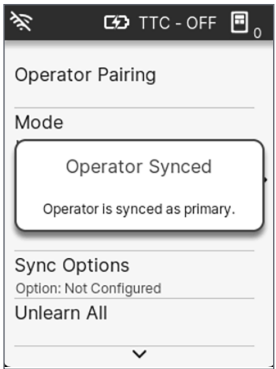 TTC - OFF
0
Operator Pairing
Mode
Operator Synced
Operator is synced as primary.
Sync Options
Option: Not Configured
Unlearn All